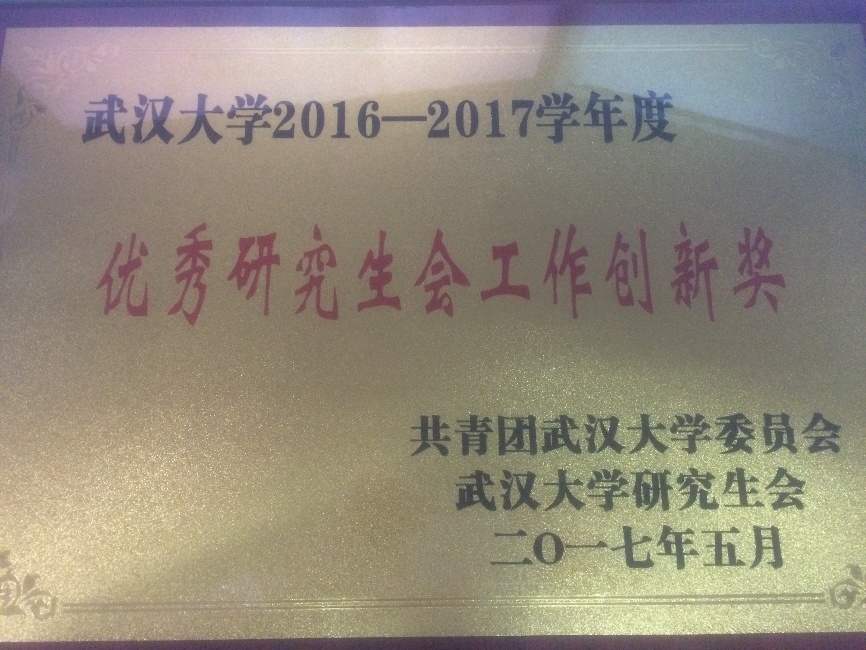 武汉大学2016—2017学年度
优秀研究生会工作创新奖
共青团武汉大学委员会
武汉大学研究生会
二O一七年五月